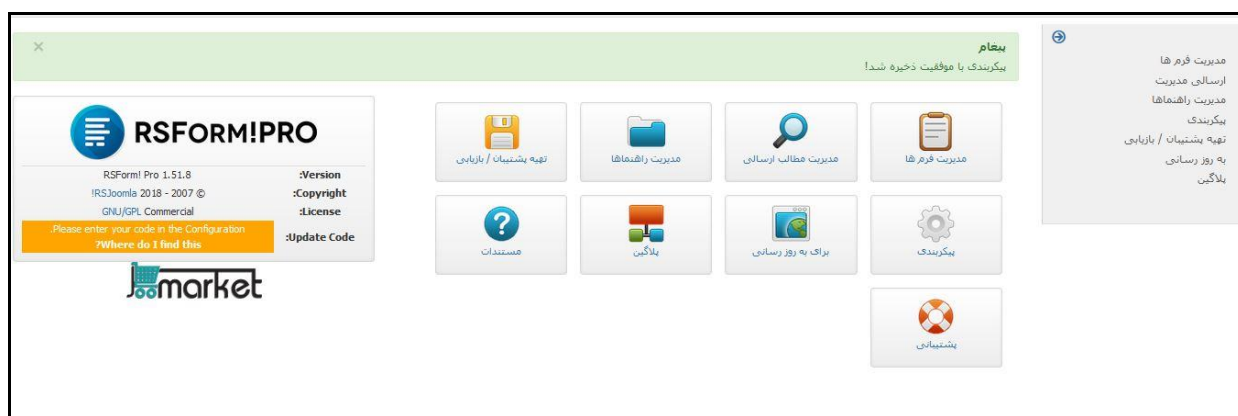 پیغام
پیکربندی با موفقیت ذخیره شد!
×
مدیریت فرم ها
ارسالی مدیریت
مدیریت راهنماها
پیکربندی
تهیه پشتیبان / بازیابی
به روز رسانی
پلاگین
مدیریت فرم ها
مدیریت مطالب ارسالی
مدیریت راهنماها
تهیه پشتیبان / بازیابی
پیکربندی
برای به روز رسانی
پلاگین
مستندات
پشتیبانی
RSFORM!PRO
:Version RSForm! Pro 1.51.8
:Copyright !RSJoomla 2018 - 2007 ©
:License GNU/GPL Commercial
:Update Code .Please enter your code in the Configuration
?Where do I find this
Joomarket